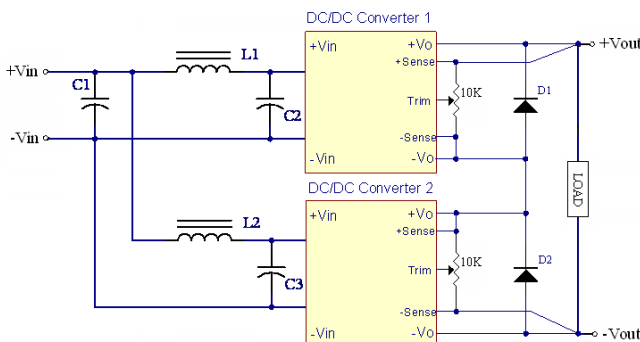 DC/DC Converter 1
+Vin
C1
L1
C2
-Vin
+Vin
-Vin
+Vo
+Sense
Trim
-Sense
-Vo
10K
D1
+Vout
LOAD
DC/DC Converter 2
L2
C3
+Vin
-Vin
+Vo
+Sense
Trim
-Sense
-Vo
10K
D2
-Vout